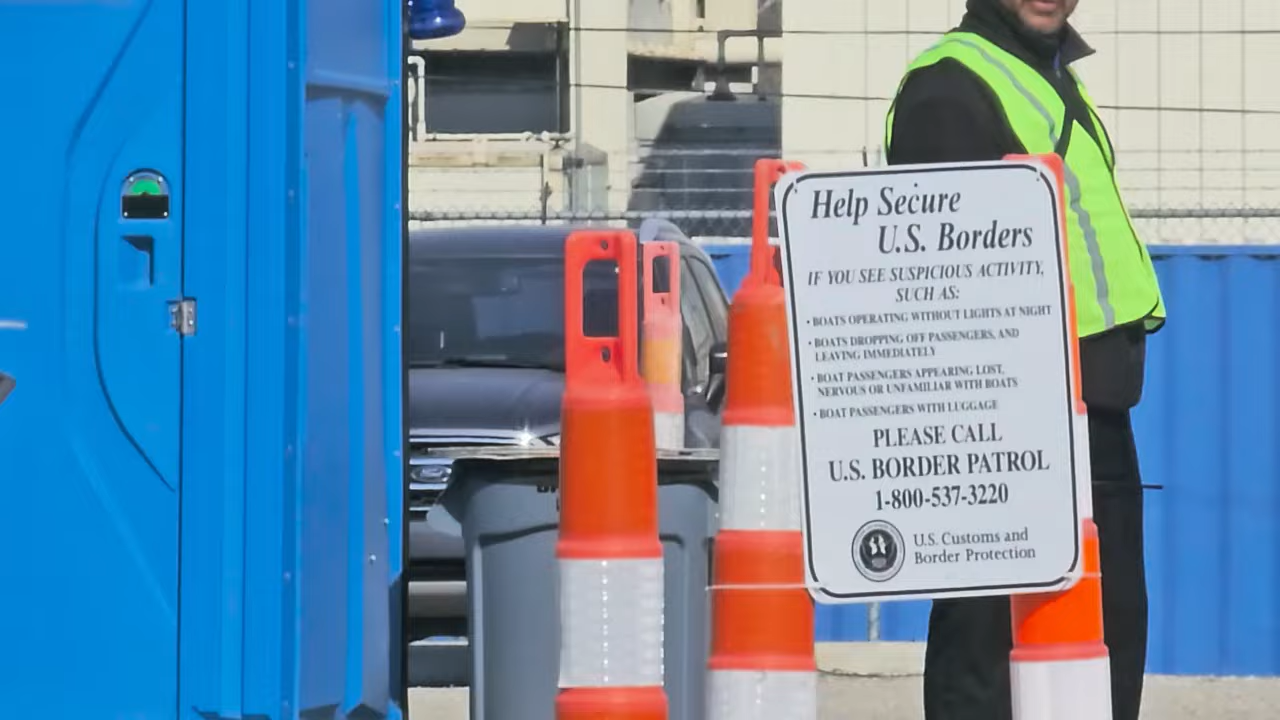 Help Secure
U.S. Borders
IF YOU SEE SUSPICIOUS ACTIVITY,
SUCH AS:
• BOATS OPERATING WITHOUT LIGHTS AT NIGHT
• BOATS DROPPING OFF PASSENGERS, AND
LEAVING IMMEDIATELY
• BOAT PASSENGERS APPEARING LOST,
NERVOUS OR UNFAMILIAR WITH BOATS
• BOAT PASSENGERS WITH LUGGAGE
PLEASE CALL
U.S. BORDER PATROL
1-800-537-3220
U.S. Customs and
Border Protection
Ford